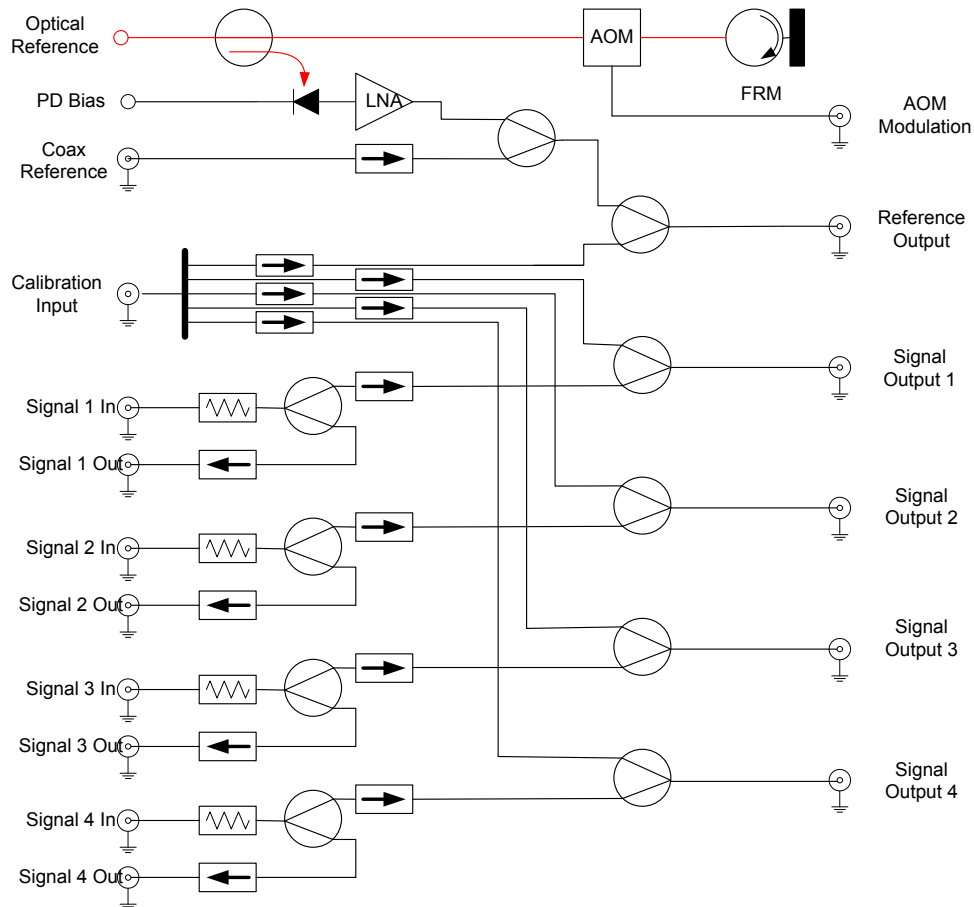 Optical
Reference
AOM
FRM
PD Bias
LNA
AOM
Modulation
Coax
Reference
Reference
Output
Calibration
Input
Signal
Output 1
Signal 1 In
Signal 1 Out
Signal
Output 2
Signal 2 In
Signal 2 Out
Signal
Output 3
Signal 3 In
Signal 3 Out
Signal
Output 4
Signal 4 In
Signal 4 Out